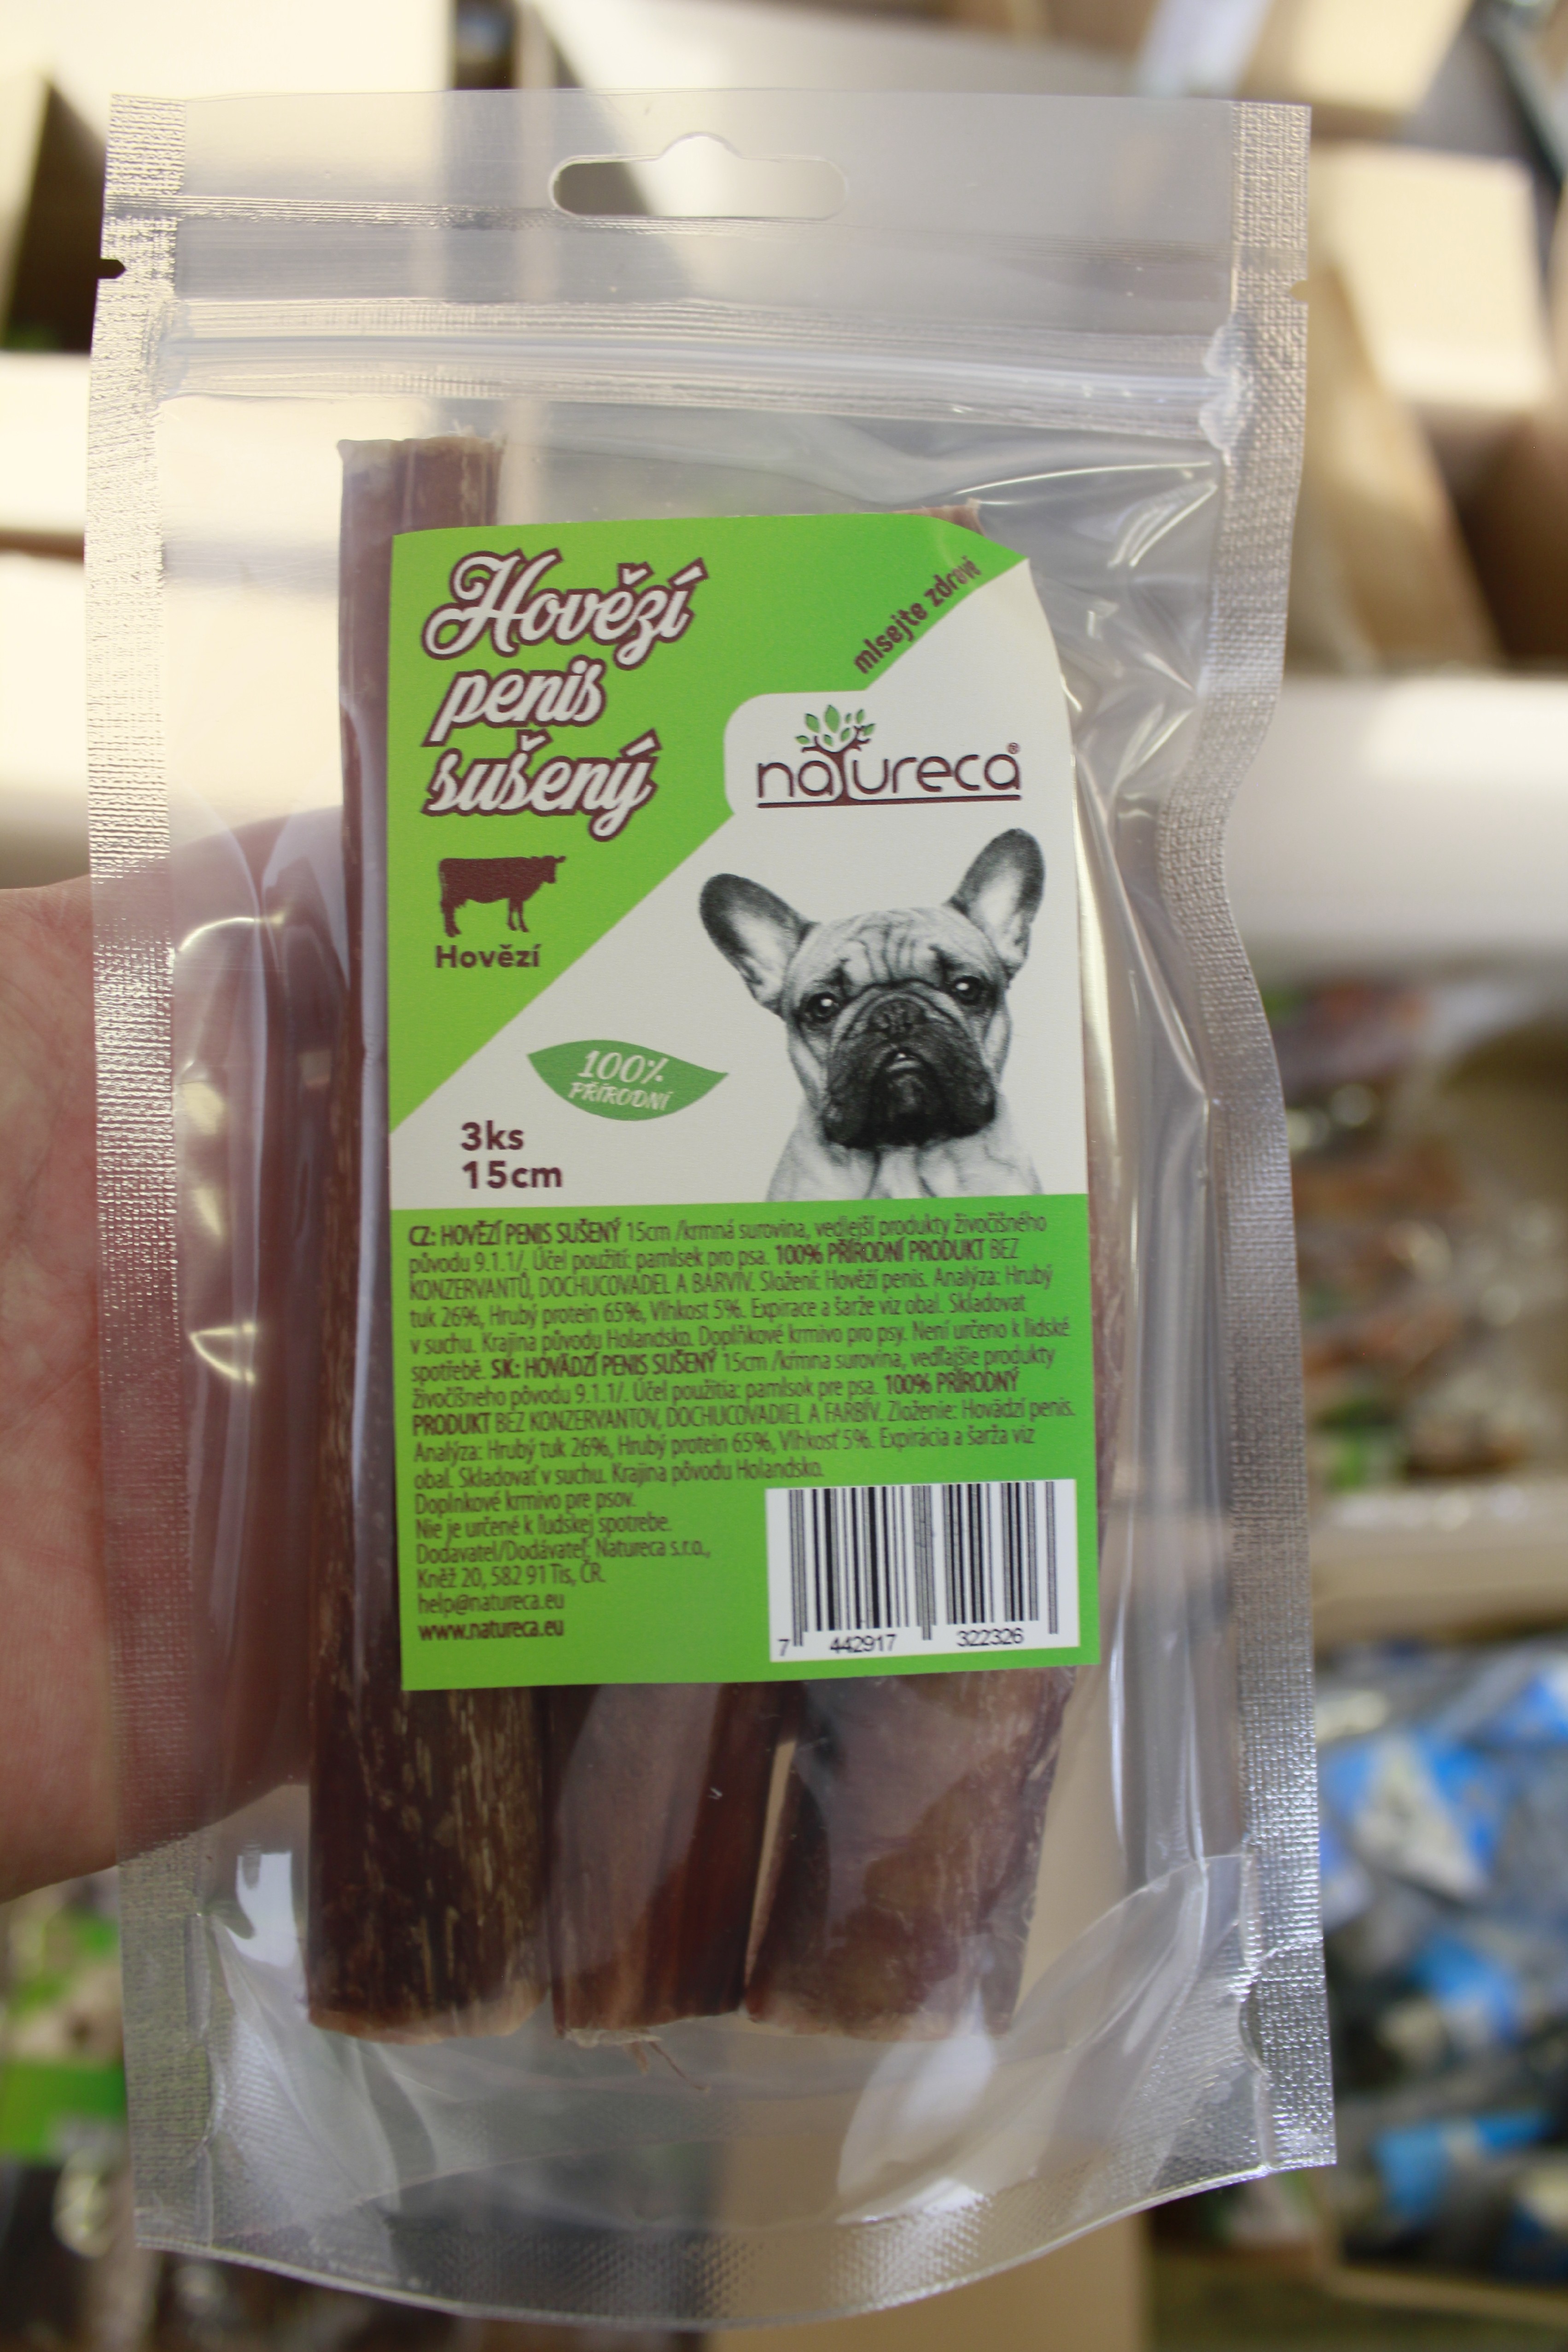 Hovězí
penis
sušený
mlsejte zdravě
natureca®
Hovězí
100%
PŘÍRODNÍ
3ks
15cm
CZ: HOVĚZÍ PENIS SUŠENÝ 15cm /krmná surovina, vedlejší produkty živočišného
původu 9.1.1/. Účel použití: pamlsek pro psa. 100% PŘÍRODNÍ PRODUKT BEZ
KONZERVANTŮ, DOCHUCOVADEL A BARVIV. Složení: Hovězí penis. Analýza: Hrubý
tuk 26%, Hrubý protein 65%, Vlhkost 5%. Expirace a šarže viz obal. Skladovat
v suchu. Krajina původu Holandsko. Doplňkové krmivo pro psy. Není určeno k lidské
spotřebě. SK: HOVÄDZÍ PENIS SUŠENÝ 15cm /kŕmna surovina, vedľajšie produkty
živočíšneho pôvodu 9.1.1/. Účel použitia: pamlsok pre psa. 100% PRÍRODNÝ
PRODUKT BEZ KONZERVANTOV, DOCHUCOVADIEL A FARBÍV. Zloženie: Hovädzí penis.
Analýza: Hrubý tuk 26%, Hrubý protein 65%, Vlhkosť 5%. Expirácia a šarža viz
obal. Skladovať v suchu. Krajina pôvodu Holandsko.
Doplnkové krmivo pre psov.
Nie je určené k ľudskej spotrebe.
Dodavatel/Dodávateľ: Natureca s.r.o.,
Kněž 20, 582 91 Tis, ČR.
help@natureca.eu
www.natureca.eu
7 442917 322326